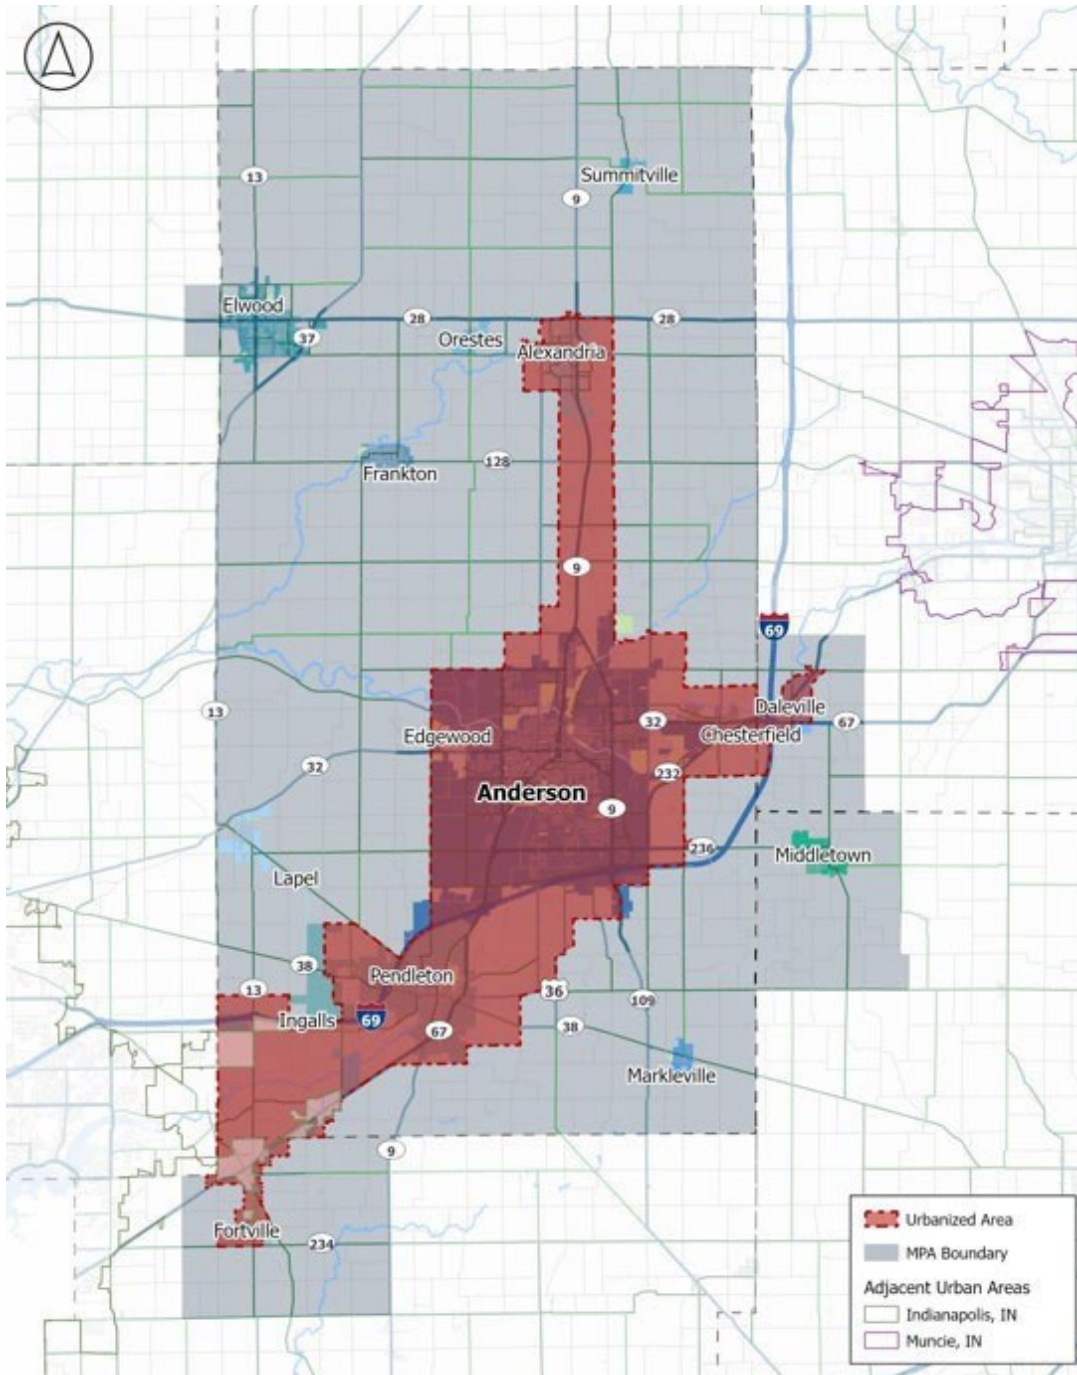 Summitville
13
9
Elwood
28
28
37
Orestes
Alexandria
Frankton
128
9
69
Daleville
13
32
67
Edgewood
Chesterfield
32
232
Anderson
9
236
Middletown
Lapel
38
Pendleton
13
36
109
Ingalls
69
67
38
Markleville
9
Fortville
234
Urbanized Area
MPA Boundary
Adjacent Urban Areas
Indianapolis, IN
Muncie, IN